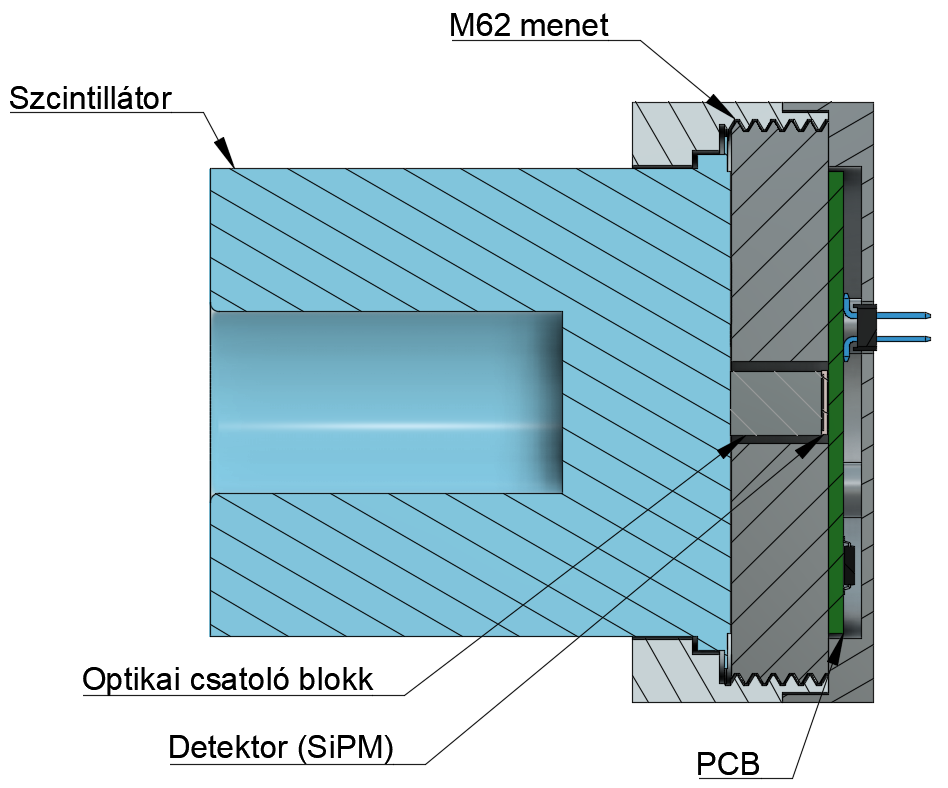 M62 menet
Szcintillátor
Optikai csatoló blokk
Detektor (SiPM)
PCB